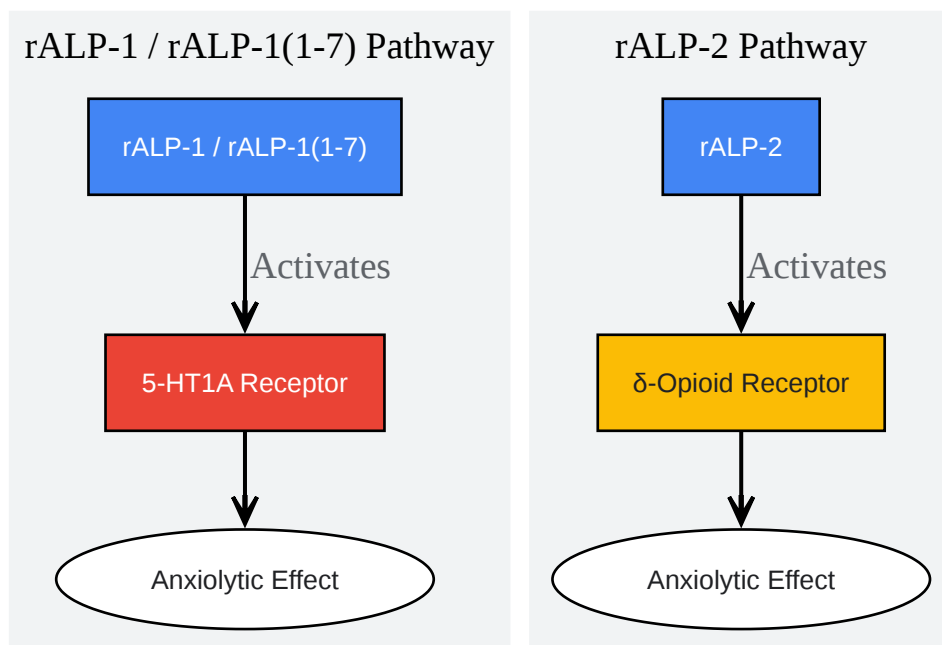 rALP-1 / rALP-1(1-7) Pathway
rALP-1 / rALP-1(1-7)
Activates
5-HT1A Receptor
Anxiolytic Effect
rALP-2 Pathway
rALP-2
Activates
δ-Opioid Receptor
Anxiolytic Effect